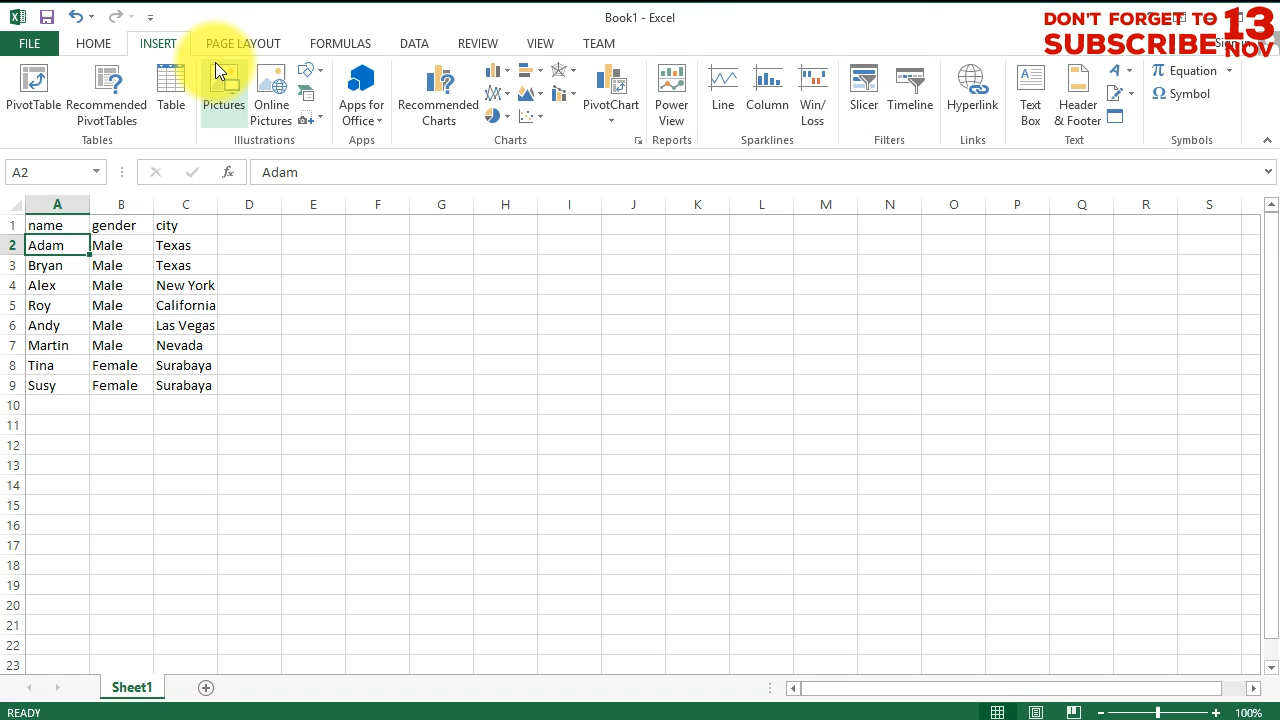 Book1 - Excel
DON'T FORGET TO
SUBSCRIBE
13
NOV
FILE HOME INSERT PAGE LAYOUT FORMULAS DATA REVIEW VIEW TEAM
PivotTable
Recommended
PivotTables
Table
Pictures
Online
Pictures
Apps for
Office
Recommended
Charts
PivotChart
Power
View
Line
Column
Win/
Loss
Slicer
Timeline
Hyperlink
Text
Box
Header
& Footer
Equation
Symbol
Tables Illustrations Apps Charts Reports Sparklines Filters Links Text Symbols
A2 fx Adam
A B C D E F G H I J K L M N O P Q R S
1 name gender city
2 Adam Male Texas
3 Bryan Male Texas
4 Alex Male New York
5 Roy Male California
6 Andy Male Las Vegas
7 Martin Male Nevada
8 Tina Female Surabaya
9 Susy Female Surabaya
10
11
12
13
14
15
16
17
18
19
20
21
22
23
Sheet1
READY 100%